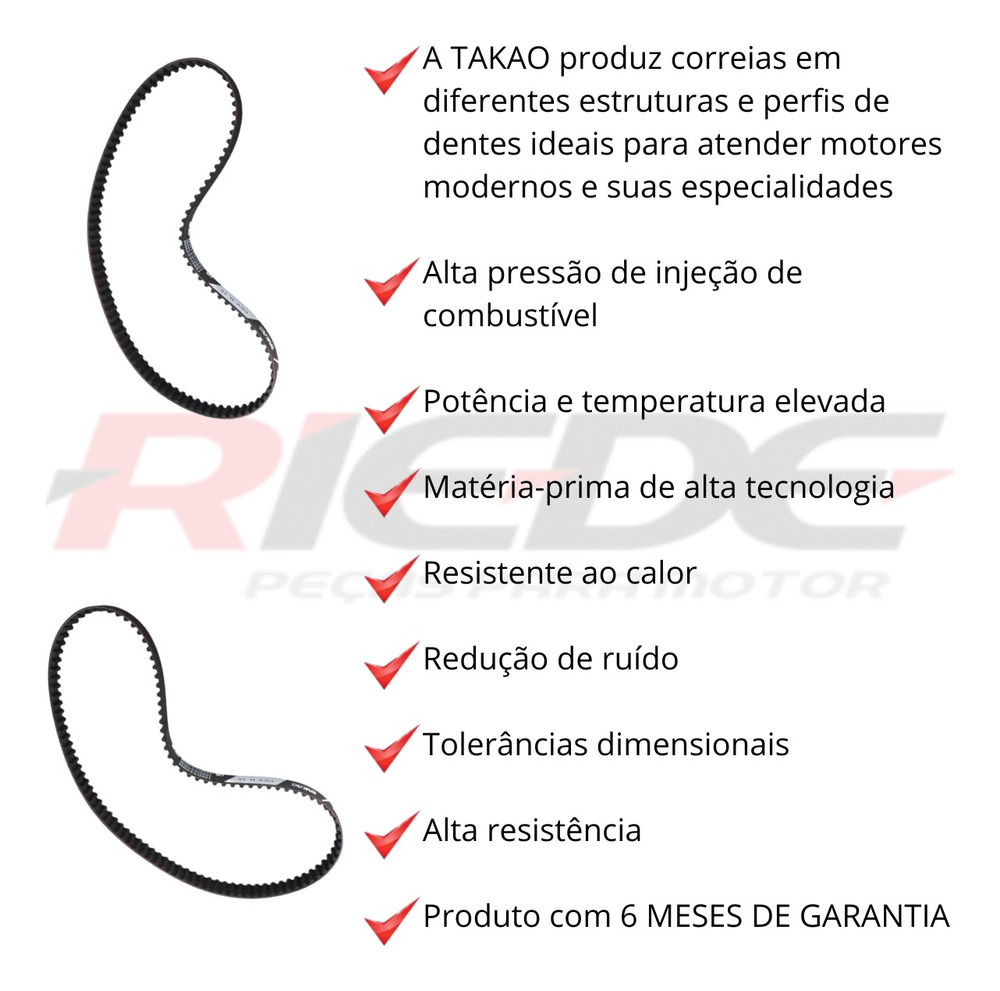 A TAKAO produz correias em
diferentes estruturas e perfis de
dentes ideais para atender motores
modernos e suas especialidades
Alta pressão de injeção de
combustível
Potência e temperatura elevada
RIEDE
Matéria-prima de alta tecnologia
Resistente ao calor
PEÇAS PARA MOTOR
Redução de ruído
Tolerâncias dimensionais
Alta resistência
Produto com 6 MESES DE GARANTIA